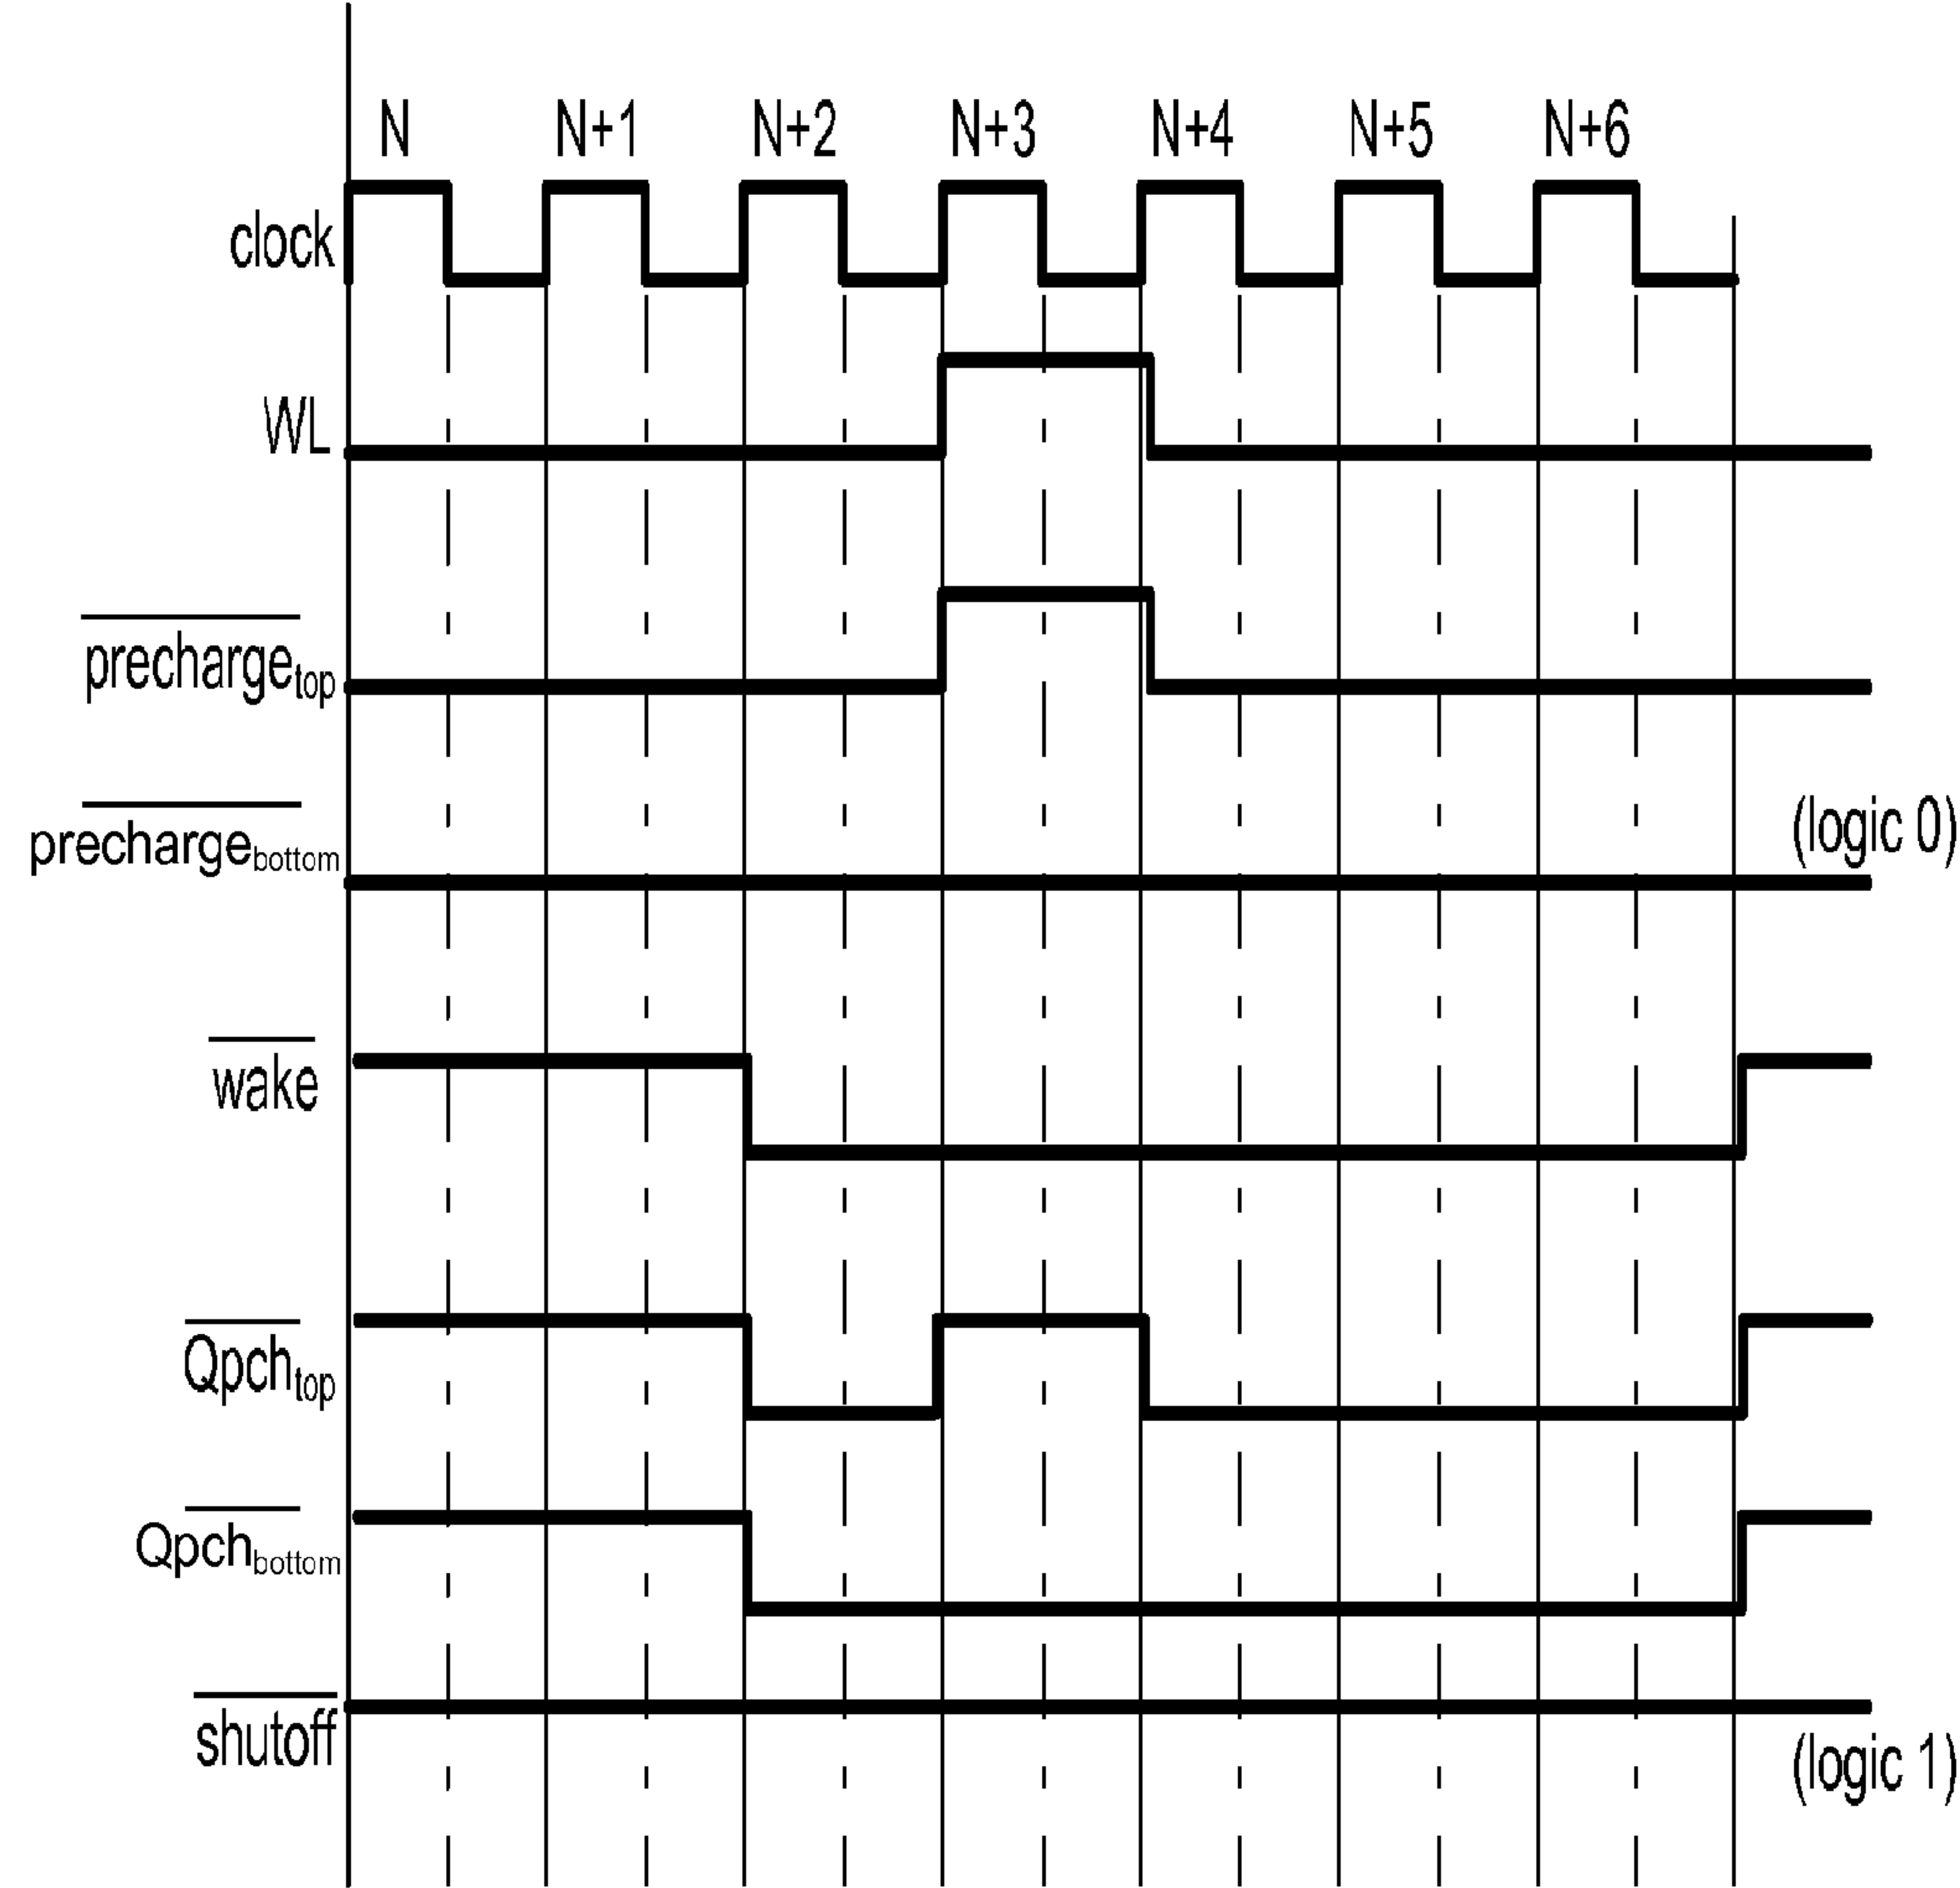 N N+1 N+2 N+3 N+4 N+5 N+6
clock
WL
prechargetop
(logic 0)
prechargebottom
wake
Qpchtop
Qpchbottom
shutoff
(logic 1)